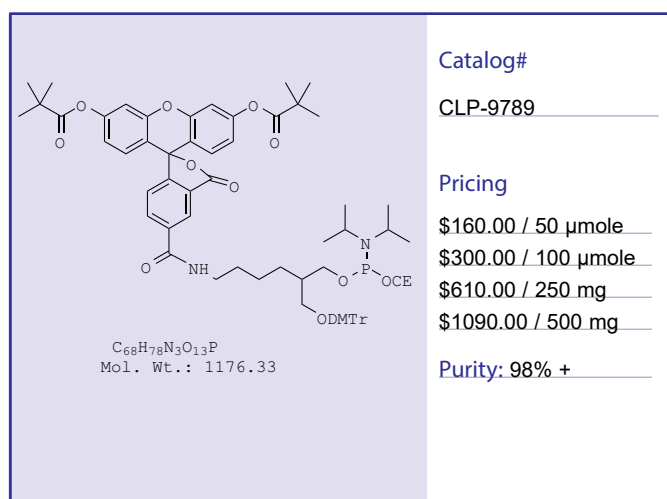 O
O
O
O
O
O
O
O
NH
N
O
P
OCE
ODMTr
C₆₈H₇₈N₃O₁₃P
Mol. Wt.: 1176.33
Catalog#
CLP-9789
Pricing
$160.00 / 50 µmole
$300.00 / 100 µmole
$610.00 / 250 mg
$1090.00 / 500 mg
Purity: 98% +